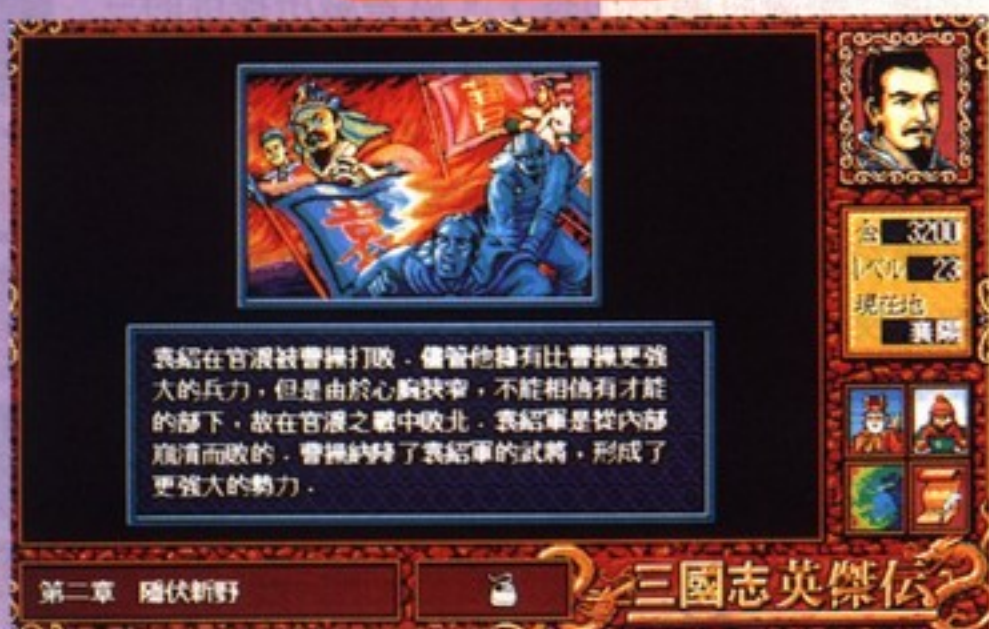 曹
袁
袁紹在官渡被曹操打敗．儘管他擁有比曹操更強
大的兵力，但是由於心胸狹窄，不能相信有才能
的部下，故在官渡之戰中敗北．袁紹軍是從內部
崩潰而敗的．曹操納降了袁紹軍的試將，形成了
更強大的勢力．
金 3200
レベル 23
現在地
襄陽
第二章 隱伏新野
三國志英傑伝